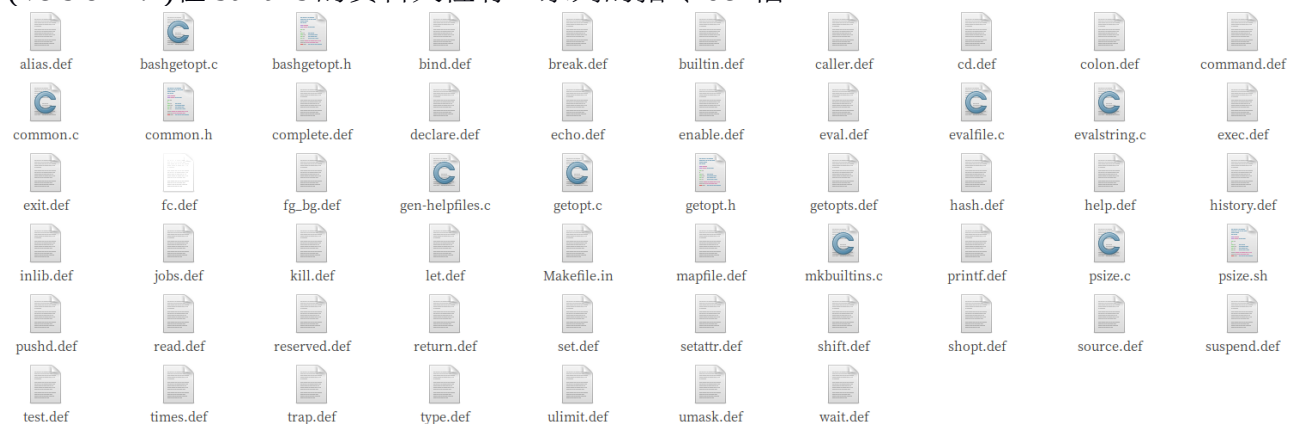 alias.def bashgetopt.c bashgetopt.h bind.def break.def builtin.def caller.def cd.def colon.def command.def
common.c common.h complete.def declare.def echo.def enable.def eval.def evalfile.c evalstring.c exec.def
exit.def fc.def fg_bg.def gen-helpfiles.c getopt.c getopt.h getopts.def hash.def help.def history.def
inlib.def jobs.def kill.def let.def Makefile.in mapfile.def mkbuiltins.c printf.def psize.c psize.sh
pushd.def read.def reserved.def return.def set.def setattr.def shift.def shopt.def source.def suspend.def
test.def times.def trap.def type.def ulimit.def umask.def wait.def